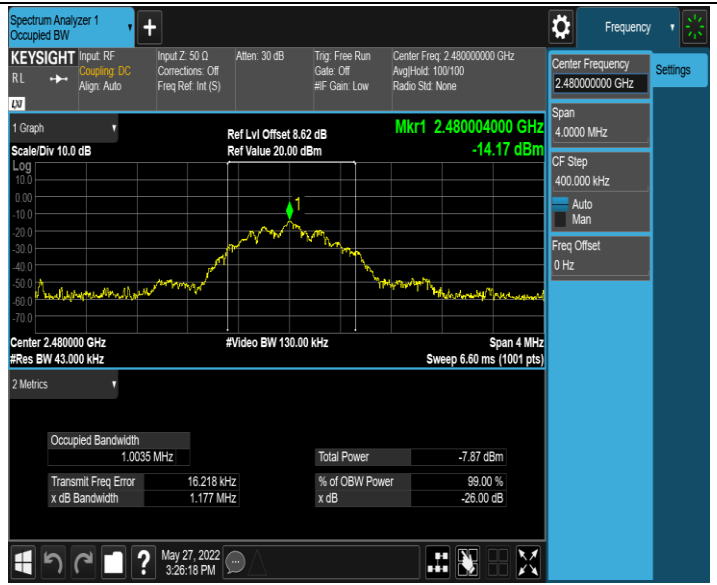 Spectrum Analyzer 1
Occupied BW
+
Frequency
KEYSIGHT
RL
LXI
Input: RF
Coupling: DC
Align: Auto
Input Z: 50 Ω
Corrections: Off
Freq Ref: Int (S)
Atten: 30 dB
Trig: Free Run
Gate: Off
#IF Gain: Low
Center Freq: 2.480000000 GHz
Avg|Hold: 100/100
Radio Std: None
Center Frequency
2.480000000 GHz
Settings
Span
4.0000 MHz
CF Step
400.000 kHz
Auto
Man
Freq Offset
0 Hz
1 Graph
Scale/Div 10.0 dB
Ref Lvl Offset 8.62 dB
Ref Value 20.00 dBm
Mkr1 2.480004000 GHz
-14.17 dBm
Log
10.0
0.00
-10.0
-20.0
-30.0
-40.0
-50.0
-60.0
-70.0
1
Center 2.480000 GHz
#Res BW 43.000 kHz
#Video BW 130.00 kHz
Span 4 MHz
Sweep 6.60 ms (1001 pts)
2 Metrics
Occupied Bandwidth
1.0035 MHz
Total Power -7.87 dBm
Transmit Freq Error 16.218 kHz
% of OBW Power 99.00 %
x dB Bandwidth 1.177 MHz
x dB -26.00 dB
?
May 27, 2022
3:26:18 PM